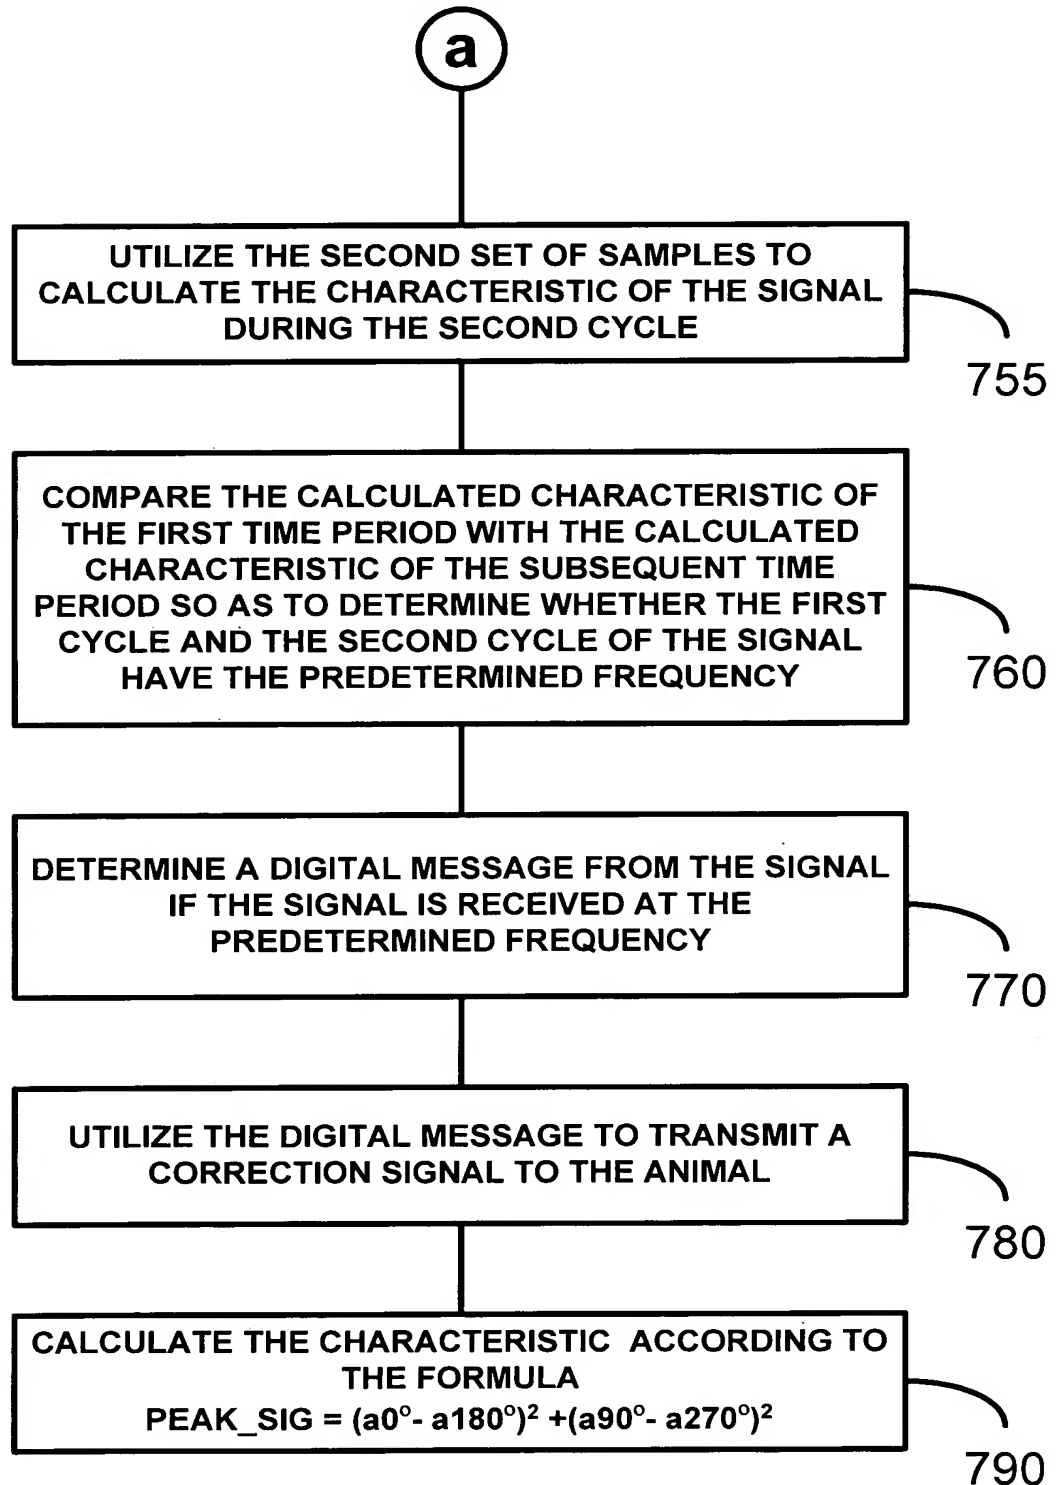 a
UTILIZE THE SECOND SET OF SAMPLES TO
CALCULATE THE CHARACTERISTIC OF THE SIGNAL
DURING THE SECOND CYCLE
755
COMPARE THE CALCULATED CHARACTERISTIC OF
THE FIRST TIME PERIOD WITH THE CALCULATED
CHARACTERISTIC OF THE SUBSEQUENT TIME
PERIOD SO AS TO DETERMINE WHETHER THE FIRST
CYCLE AND THE SECOND CYCLE OF THE SIGNAL
HAVE THE PREDETERMINED FREQUENCY
760
DETERMINE A DIGITAL MESSAGE FROM THE SIGNAL
IF THE SIGNAL IS RECEIVED AT THE
PREDETERMINED FREQUENCY
770
UTILIZE THE DIGITAL MESSAGE TO TRANSMIT A
CORRECTION SIGNAL TO THE ANIMAL
780
CALCULATE THE CHARACTERISTIC ACCORDING TO
THE FORMULA
PEAK_SIG = (a0º- a180º)² +(a90º- a270º)²
790